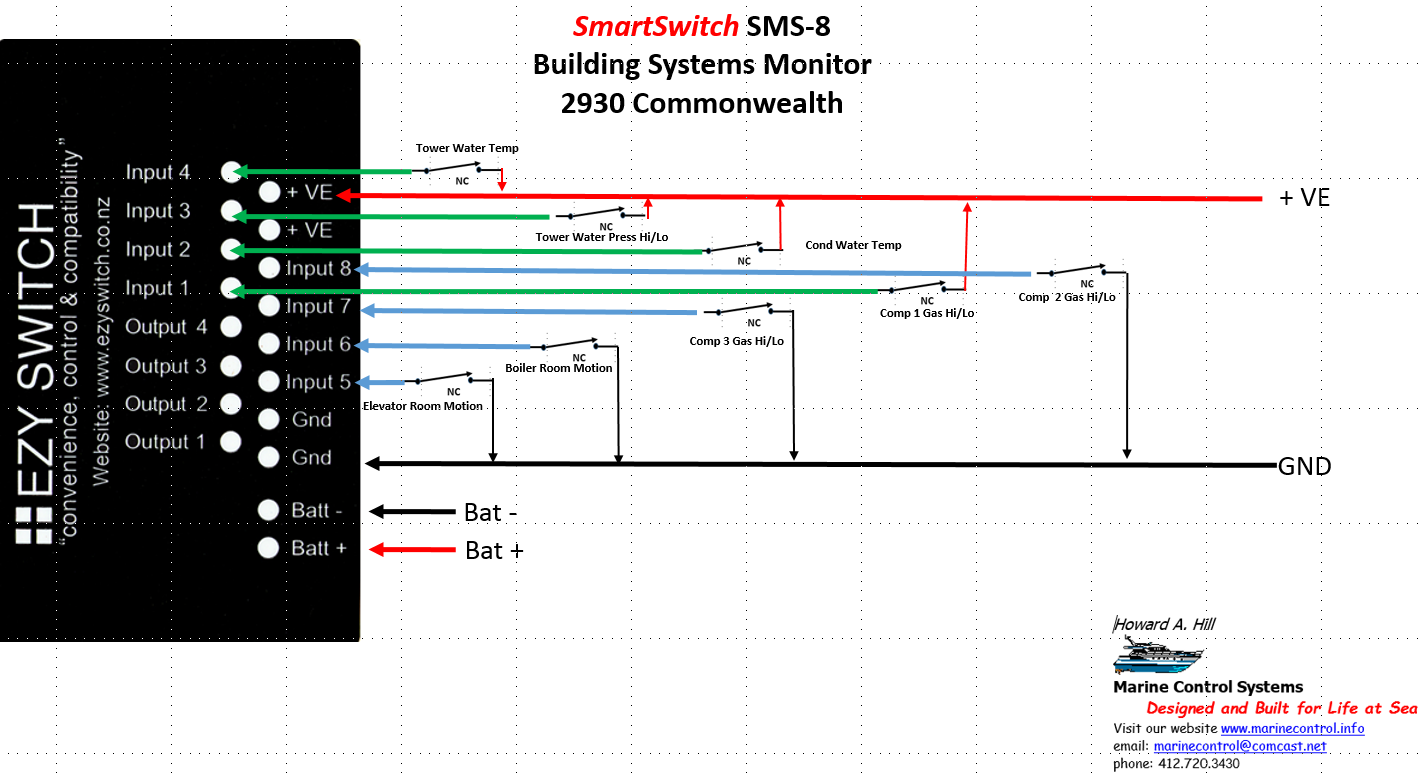 SmartSwitch SMS-8
Building Systems Monitor
2930 Commonwealth
EZY SWITCH
“convenience, control & compatibility”
Website: www.ezyswitch.co.nz
Input 4
+ VE
Input 3
+ VE
Input 2
Input 8
Input 1
Input 7
Output 4
Input 6
Output 3
Input 5
Output 2
Gnd
Output 1
Gnd
Batt -
Batt +
Tower Water Temp
NC
+ VE
NC
Tower Water Press Hi/Lo
Cond Water Temp
NC
NC
Comp 2 Gas Hi/Lo
NC
Comp 1 Gas Hi/Lo
NC
Comp 3 Gas Hi/Lo
NC
Boiler Room Motion
NC
Elevator Room Motion
GND
Bat -
Bat +
Howard A. Hill
Marine Control Systems
Designed and Built for Life at Sea
Visit our website www.marinecontrol.info
email: marinecontrol@comcast.net
phone: 412.720.3430